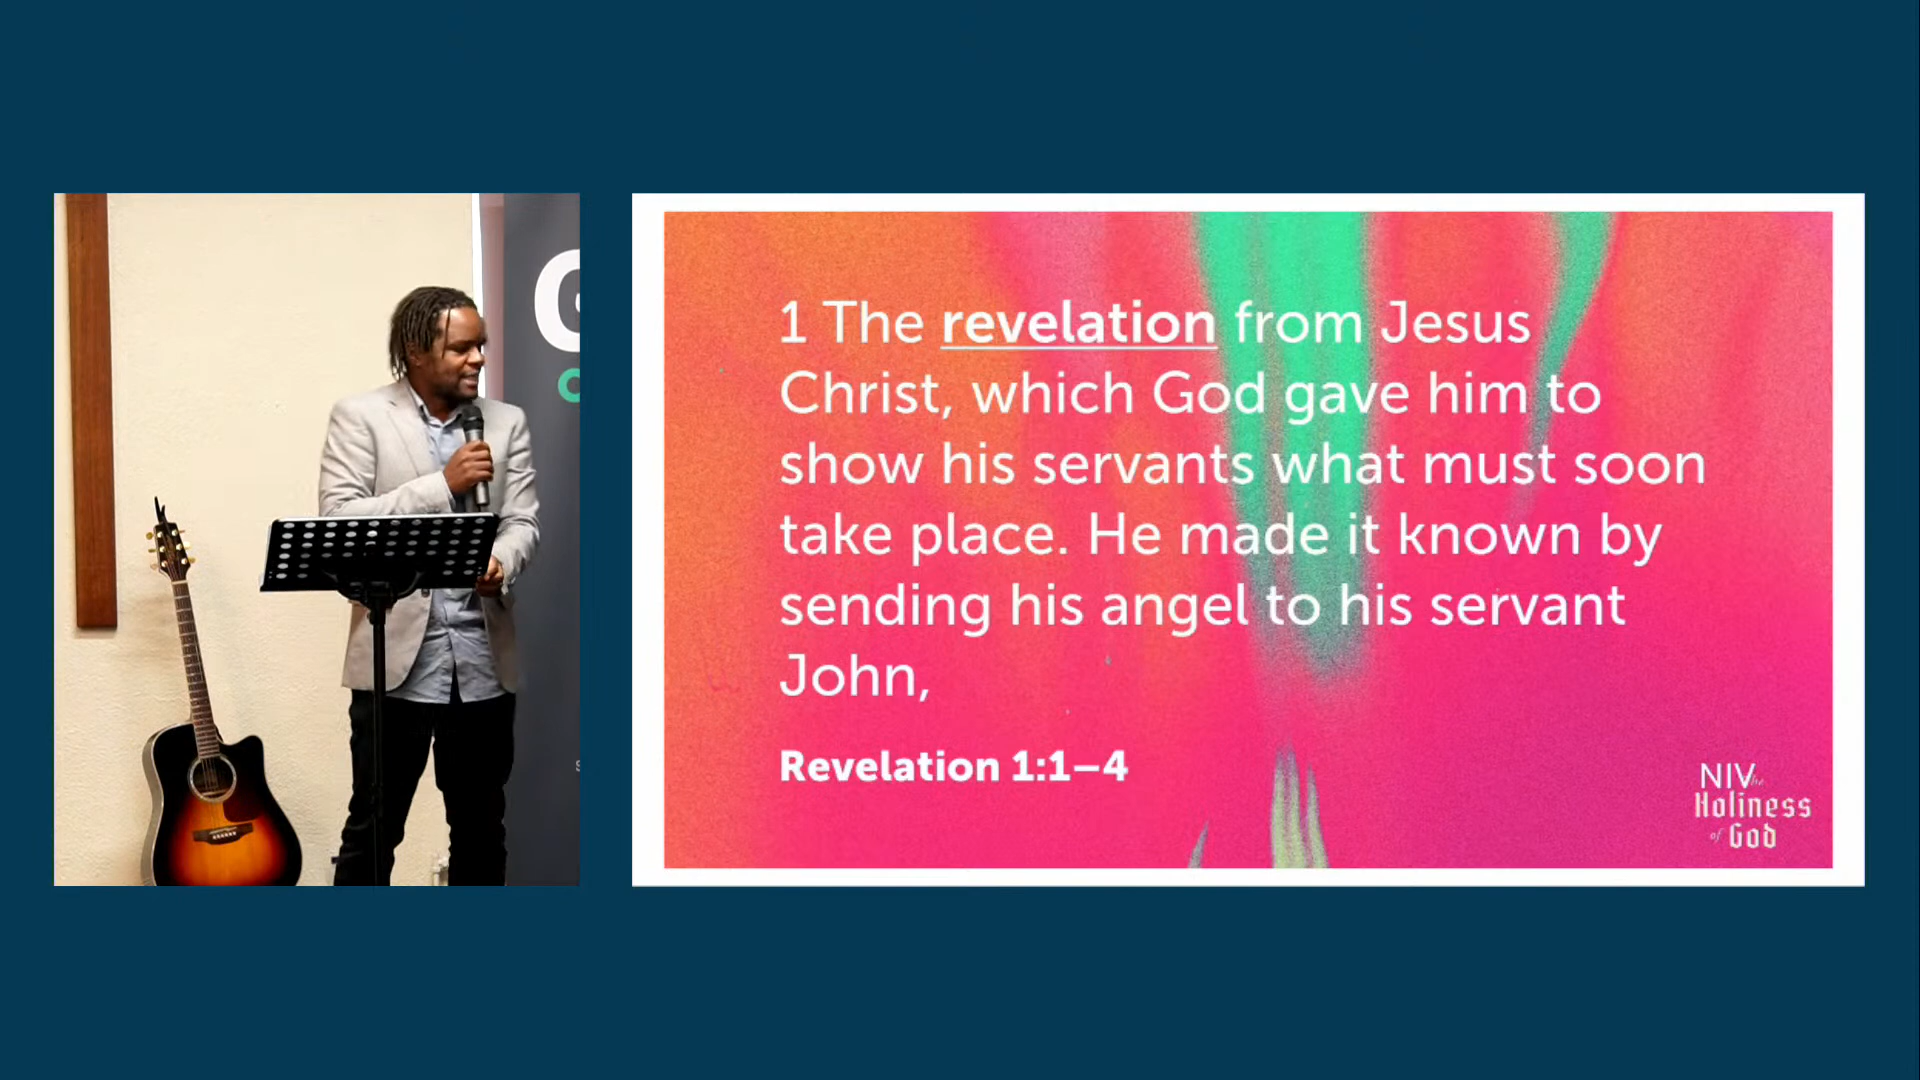 1 The revelation from Jesus
Christ, which God gave him to
show his servants what must soon
take place. He made it known by
sending his angel to his servant
John,
Revelation 1:1–4
NIV
The
Holiness
of God